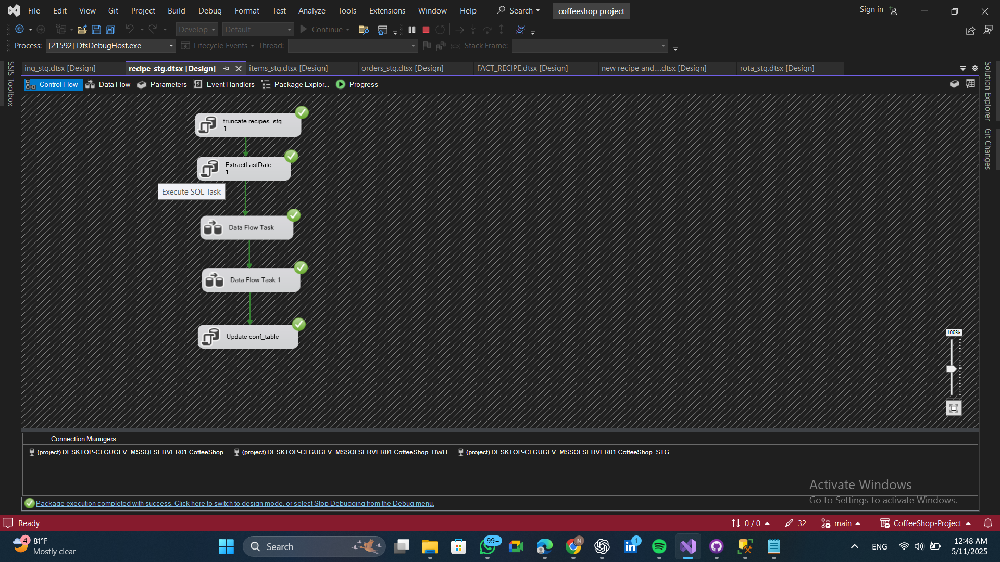 File Edit View Git Project Build Debug Format Test Analyze Tools Extensions Window Help Search coffeeshop project Sign in
Develop Default Continue
Process: [21592] DtsDebugHost.exe Lifecycle Events Thread: Stack Frame:
SSIS Toolbox
ing_stg.dtsx [Design] recipe_stg.dtsx [Design] items_stg.dtsx [Design] orders_stg.dtsx [Design] FACT_RECIPE.dtsx [Design] new recipe and....dtsx [Design] rota_stg.dtsx [Design]
Control Flow Data Flow Parameters Event Handlers Package Explor... Progress
Solution Explorer
Git Changes
truncate recipes_stg
1
ExtractLastDate
1
Execute SQL Task
Data Flow Task
Data Flow Task 1
Update conf_table
100%
Connection Managers
(project) DESKTOP-CLGUGFV_MSSQLSERVER01.CoffeeShop (project) DESKTOP-CLGUGFV_MSSQLSERVER01.CoffeeShop_DWH (project) DESKTOP-CLGUGFV_MSSQLSERVER01.CoffeeShop_STG
Activate Windows
Go to Settings to activate Windows.
Package execution completed with success. Click here to switch to design mode, or select Stop Debugging from the Debug menu.
Ready 0 / 0 32 main CoffeeShop-Project
4 81°F
Mostly clear
Search
99+
N
1
ENG
12:48 AM
5/11/2025